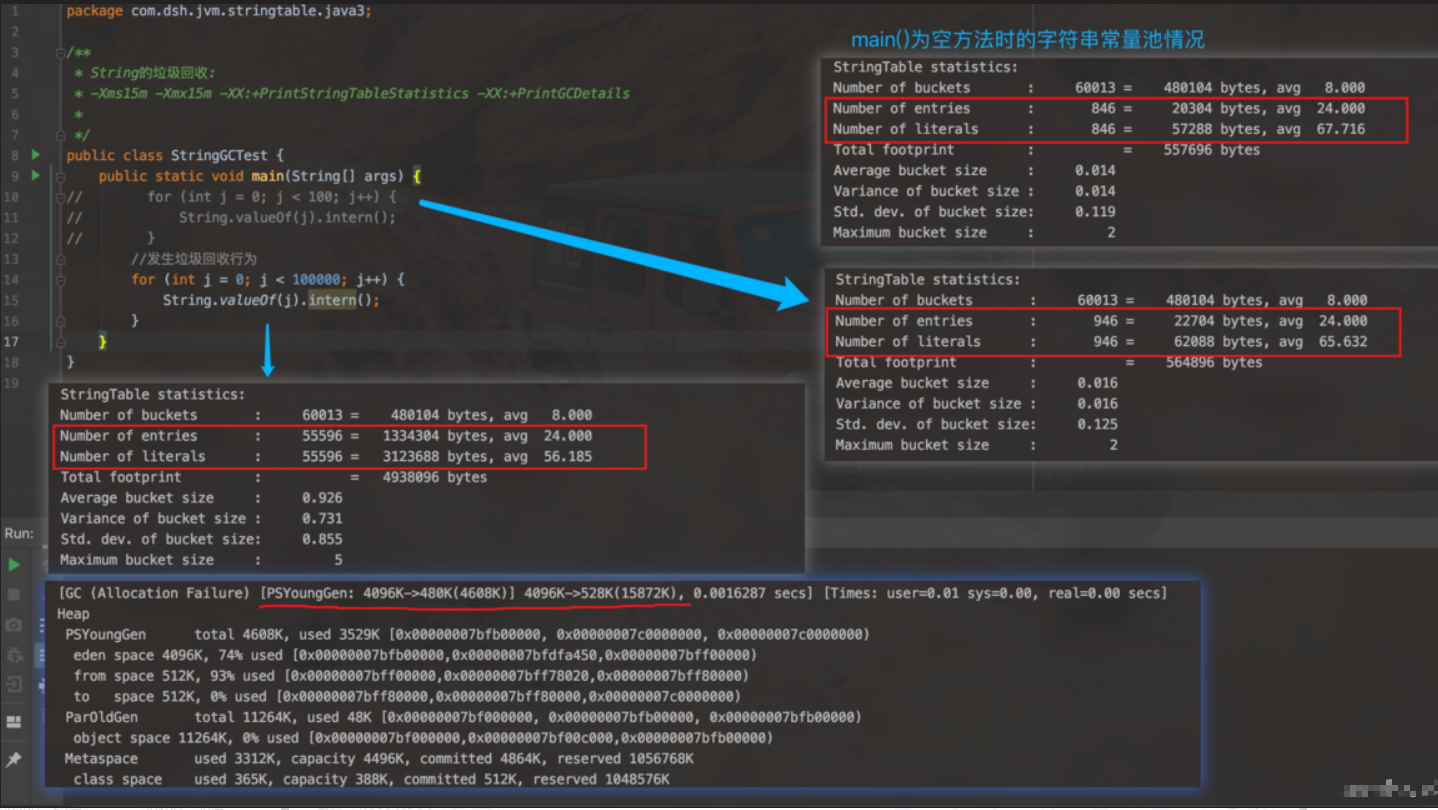 1 package com.dsh.jvm.stringtable.java3;
2
3 /**
4 * String的垃圾回收:
5 * -Xms15m -Xmx15m -XX:+PrintStringTableStatistics -XX:+PrintGCDetails
6 *
7 */
8 public class StringGCTest {
9 public static void main(String[] args) {
10 // for (int j = 0; j < 100; j++) {
11 // String.valueOf(j).intern();
12 // }
13 //发生垃圾回收行为
14 for (int j = 0; j < 100000; j++) {
15 String.valueOf(j).intern();
16 }
17 }
18 }
19
main()为空方法时的字符串常量池情况
StringTable statistics:
Number of buckets : 60013 = 480104 bytes, avg 8.000
Number of entries : 846 = 20304 bytes, avg 24.000
Number of literals : 846 = 57288 bytes, avg 67.716
Total footprint : = 557696 bytes
Average bucket size : 0.014
Variance of bucket size : 0.014
Std. dev. of bucket size: 0.119
Maximum bucket size : 2
StringTable statistics:
Number of buckets : 60013 = 480104 bytes, avg 8.000
Number of entries : 946 = 22704 bytes, avg 24.000
Number of literals : 946 = 62088 bytes, avg 65.632
Total footprint : = 564896 bytes
Average bucket size : 0.016
Variance of bucket size : 0.016
Std. dev. of bucket size: 0.125
Maximum bucket size : 2
StringTable statistics:
Number of buckets : 60013 = 480104 bytes, avg 8.000
Number of entries : 55596 = 1334304 bytes, avg 24.000
Number of literals : 55596 = 3123688 bytes, avg 56.185
Total footprint : = 4938096 bytes
Average bucket size : 0.926
Variance of bucket size : 0.731
Std. dev. of bucket size: 0.855
Maximum bucket size : 5
Run:
[GC (Allocation Failure) [PSYoungGen: 4096K->480K(4608K)] 4096K->528K(15872K), 0.0016287 secs] [Times: user=0.01 sys=0.00, real=0.00 secs]
Heap
PSYoungGen total 4608K, used 3529K [0x00000007bfb00000, 0x00000007c0000000, 0x00000007c0000000)
eden space 4096K, 74% used [0x00000007bfb00000,0x00000007bfdfa450,0x00000007bff00000)
from space 512K, 93% used [0x00000007bff00000,0x00000007bff78020,0x00000007bff80000)
to space 512K, 0% used [0x00000007bff80000,0x00000007bff80000,0x00000007c0000000)
ParOldGen total 11264K, used 48K [0x00000007bf000000, 0x00000007bfb00000, 0x00000007bfb00000)
object space 11264K, 0% used [0x00000007bf000000,0x00000007bf00c000,0x00000007bfb00000)
Metaspace used 3312K, capacity 4496K, committed 4864K, reserved 1056768K
class space used 365K, capacity 388K, committed 512K, reserved 1048576K